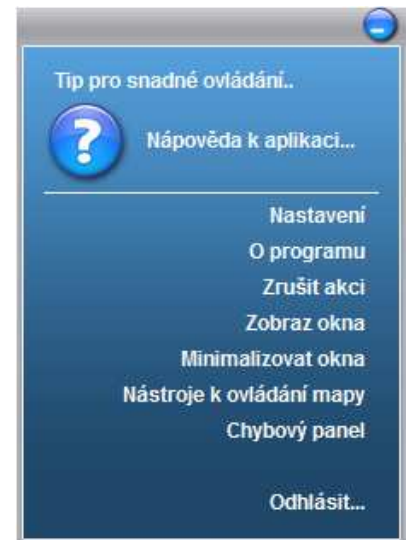 Tip pro snadné ovládání..
Nápověda k aplikaci...
Nastavení
O programu
Zrušit akci
Zobraz okna
Minimalizovat okna
Nástroje k ovládání mapy
Chybový panel
Odhlásit...